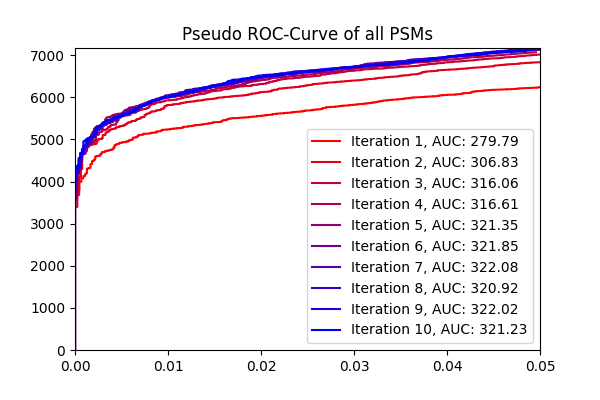 Pseudo ROC-Curve of all PSMs
7000
6000
5000
4000
3000
2000
1000
0
Iteration 1, AUC: 279.79
Iteration 2, AUC: 306.83
Iteration 3, AUC: 316.06
Iteration 4, AUC: 316.61
Iteration 5, AUC: 321.35
Iteration 6, AUC: 321.85
Iteration 7, AUC: 322.08
Iteration 8, AUC: 320.92
Iteration 9, AUC: 322.02
Iteration 10, AUC: 321.23
0.00 0.01 0.02 0.03 0.04 0.05